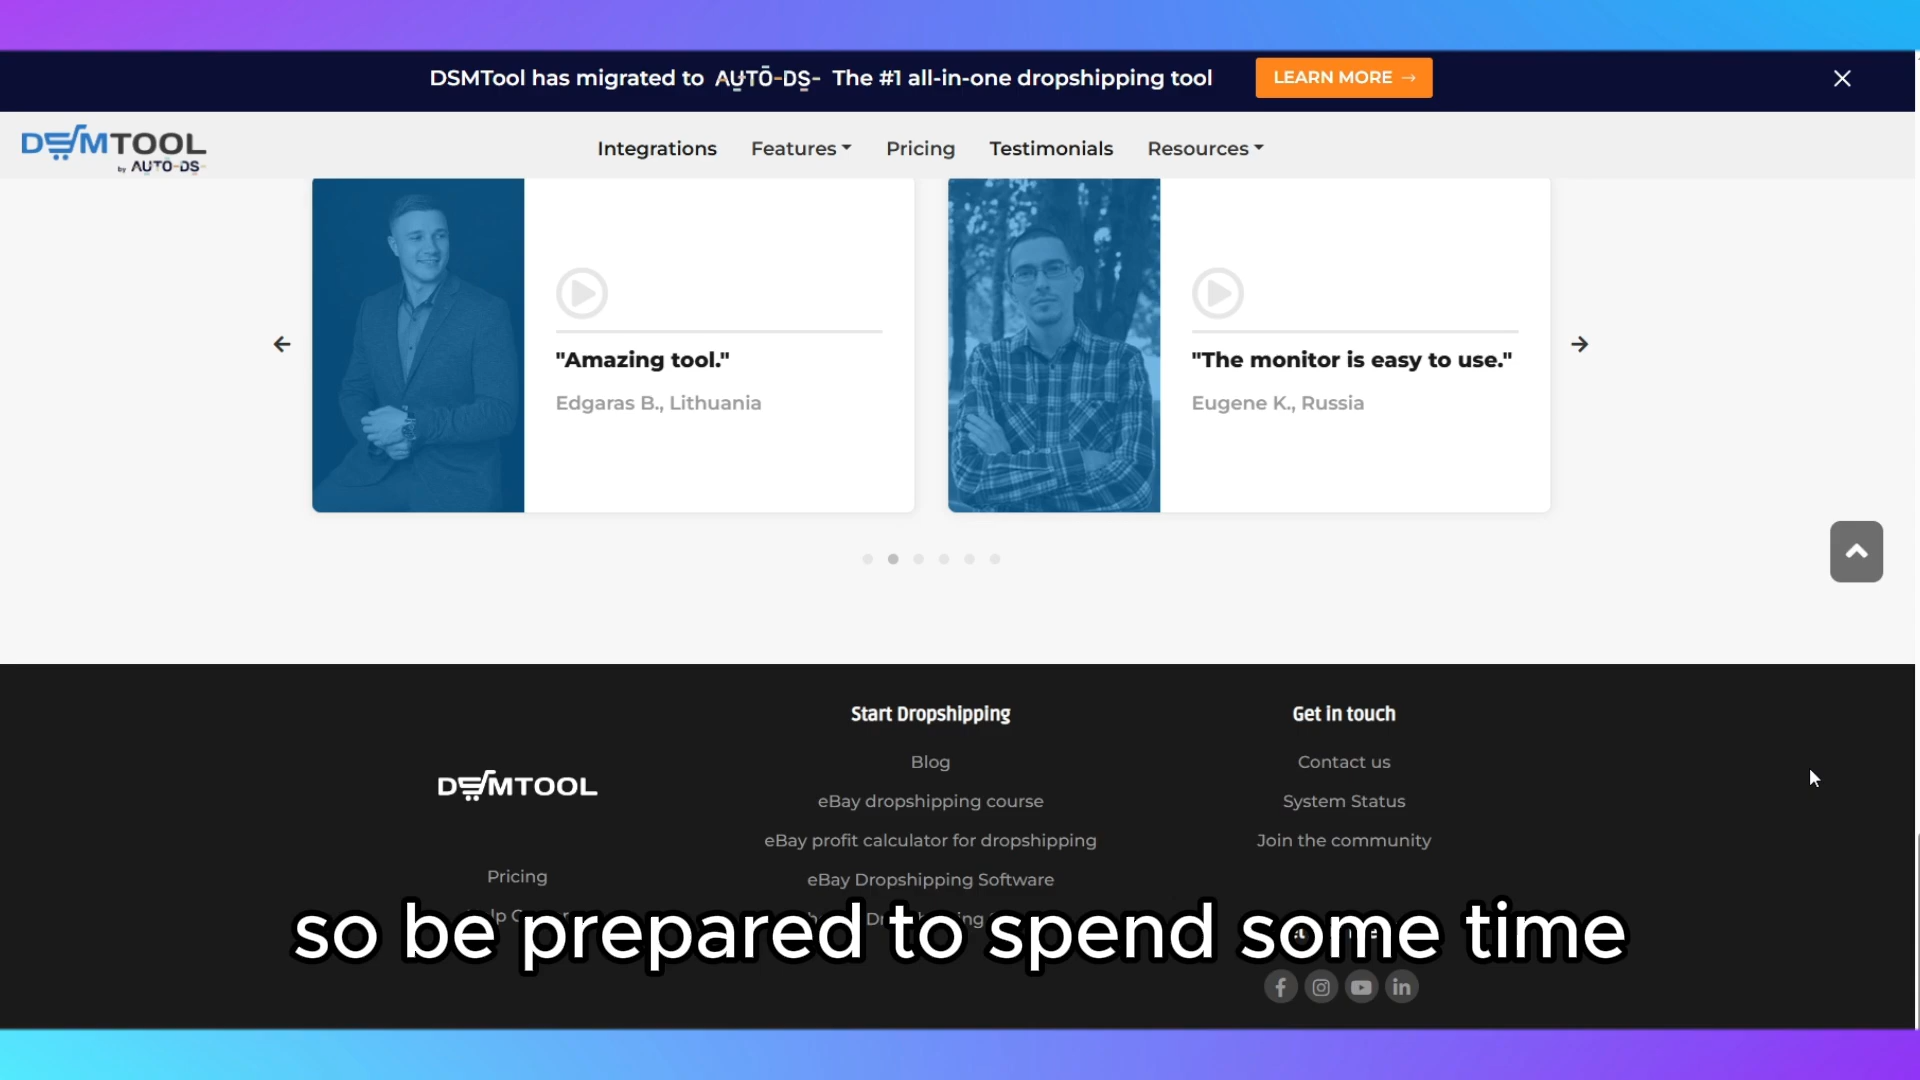 DSMTool has migrated to AUTO-DS- The #1 all-in-one dropshipping tool LEARN MORE →
DSMTOOL
by AUTO-DS-
Integrations Features Pricing Testimonials Resources
"Amazing tool."
Edgaras B., Lithuania
"The monitor is easy to use."
Eugene K., Russia
DSMTOOL
Pricing
Start Dropshipping
Blog
eBay dropshipping course
eBay profit calculator for dropshipping
eBay Dropshipping Software
Get in touch
Contact us
System Status
Join the community
so be prepared to spend some time